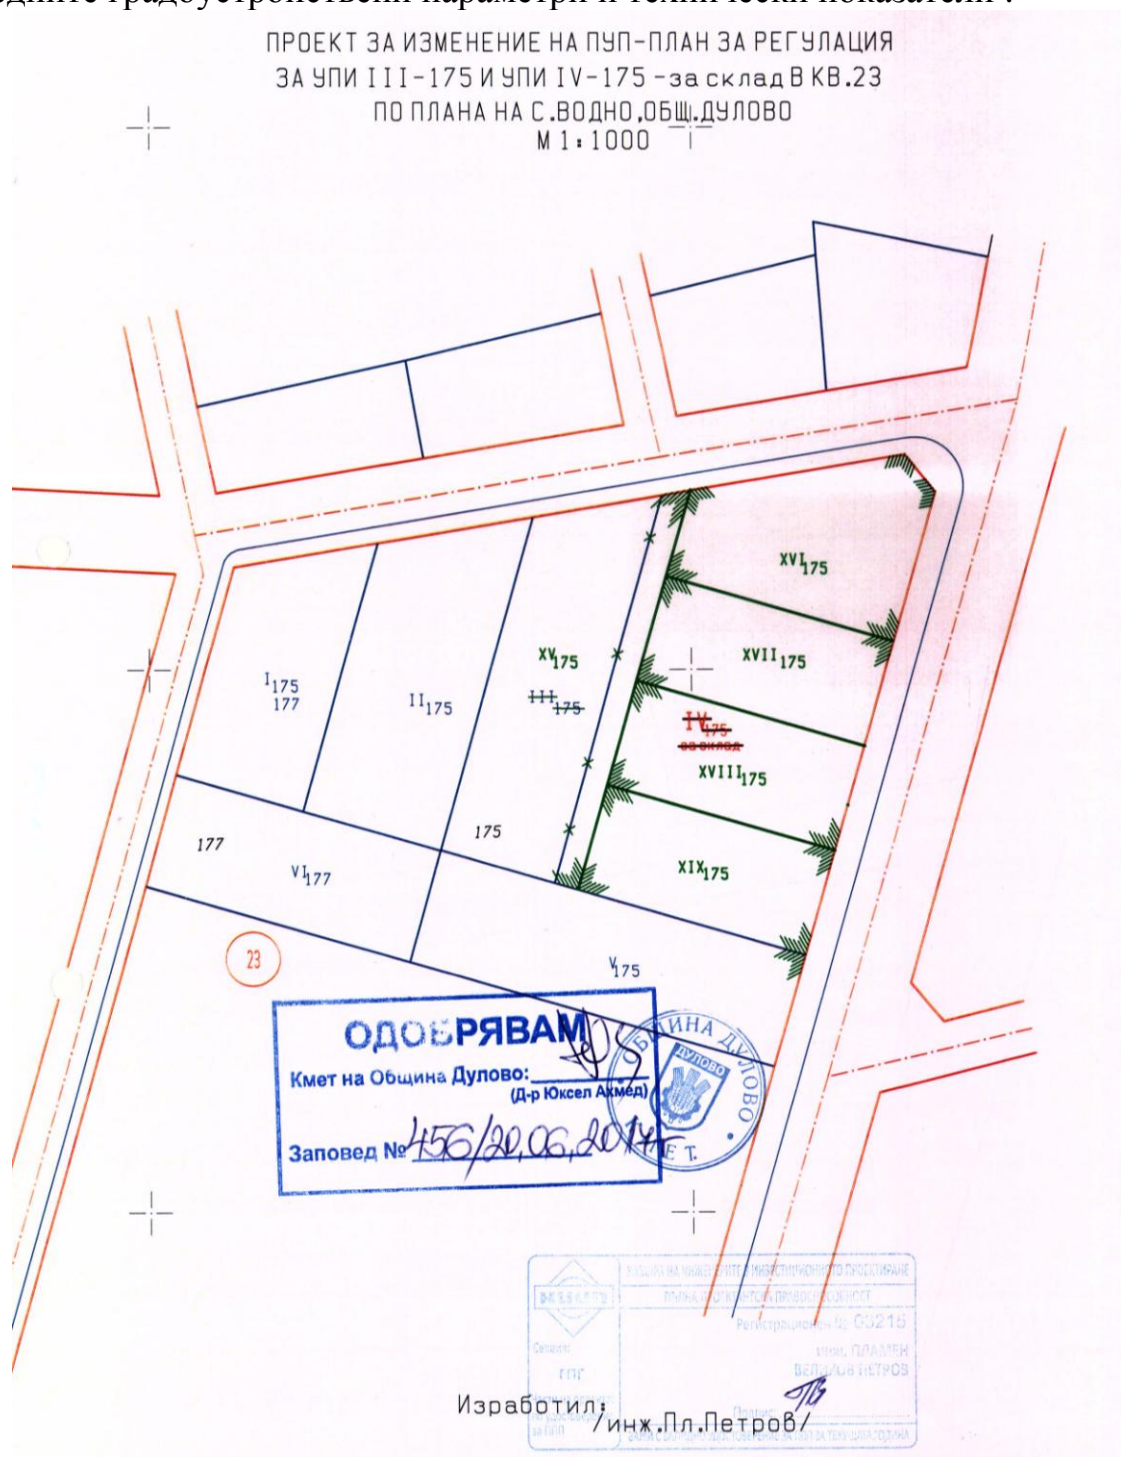 ПРОЕКТ ЗА ИЗМЕНЕНИЕ НА ПУП-ПЛАН ЗА РЕГУЛАЦИЯ
ЗА УПИ III-175 И УПИ IV-175 -за склад В КВ.23
ПО ПЛАНА НА С.ВОДНО,ОБЩ.ДУЛОВО
М 1:1000
XVI175
XV175
XVII175
I175
177
II175
III175
IV175
за склад
XVIII175
177
175
VI177
XIX175
23
V175
ОДОБРЯВАМ
Кмет на Община Дулово:
(Д-р Юксел Ахмед)
Заповед № 456/20.06.2017г
ОБЩИНА ДУЛОВО
ДУЛОВО
Регистрационен № 03215
инж. ПЛАМЕН
ПЕТРОВ
Изработил:
/инж.Пл.Петров/